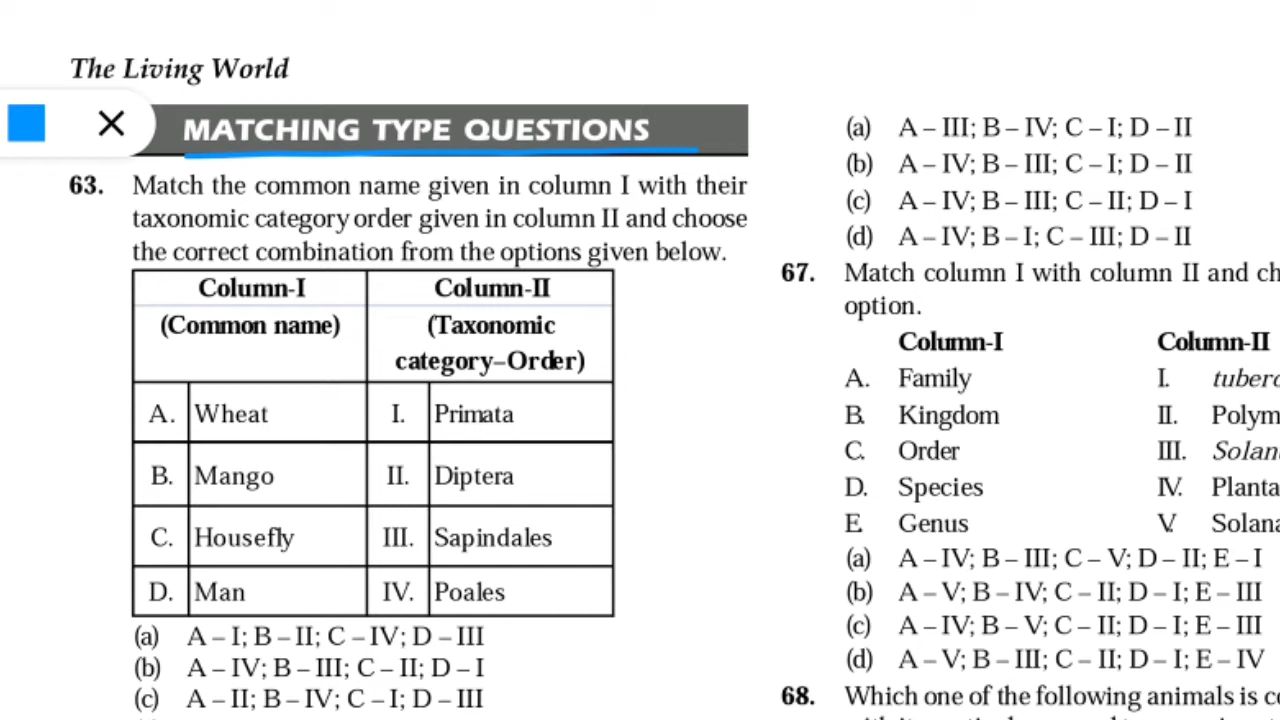 The Living World
MATCHING TYPE QUESTIONS
63. Match the common name given in column I with their
taxonomic category order given in column II and choose
the correct combination from the options given below.
Column-I Column-II
(Common name) (Taxonomic
category–Order)
A. Wheat I. Primata
B. Mango II. Diptera
C. Housefly III. Sapindales
D. Man IV. Poales
(a) A – I; B – II; C – IV; D – III
(b) A – IV; B – III; C – II; D – I
(c) A – II; B – IV; C – I; D – III
(a) A – III; B – IV; C – I; D – II
(b) A – IV; B – III; C – I; D – II
(c) A – IV; B – III; C – II; D – I
(d) A – IV; B – I; C – III; D – II
67. Match column I with column II and ch
option.
Column-I Column-II
A. Family I. tuberc
B. Kingdom II. Polym
C. Order III. Solan
D. Species IV. Planta
E. Genus V. Solana
(a) A – IV; B – III; C – V; D – II; E – I
(b) A – V; B – IV; C – II; D – I; E – III
(c) A – IV; B – V; C – II; D – I; E – III
(d) A – V; B – III; C – II; D – I; E – IV
68. Which one of the following animals is co